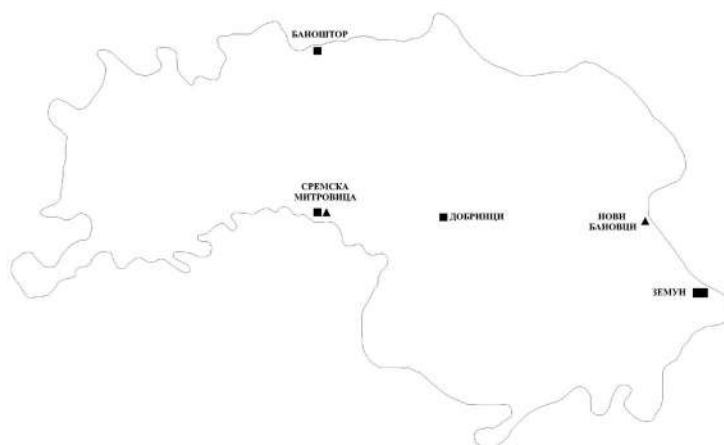 БАНОШТОР
СРЕМСКА
МИТРОВИЦА
ДОБРИНЦИ
НОВИ
БАНОВЦИ
ЗЕМУН